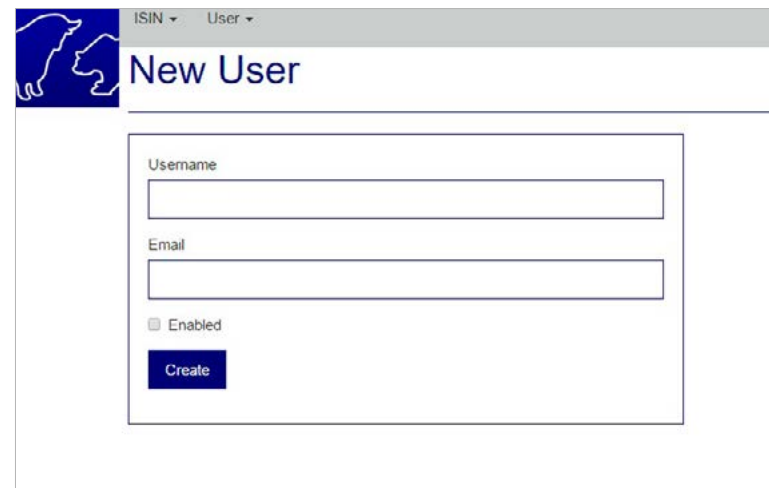 ISIN User
New User
Username
Email
Enabled
Create